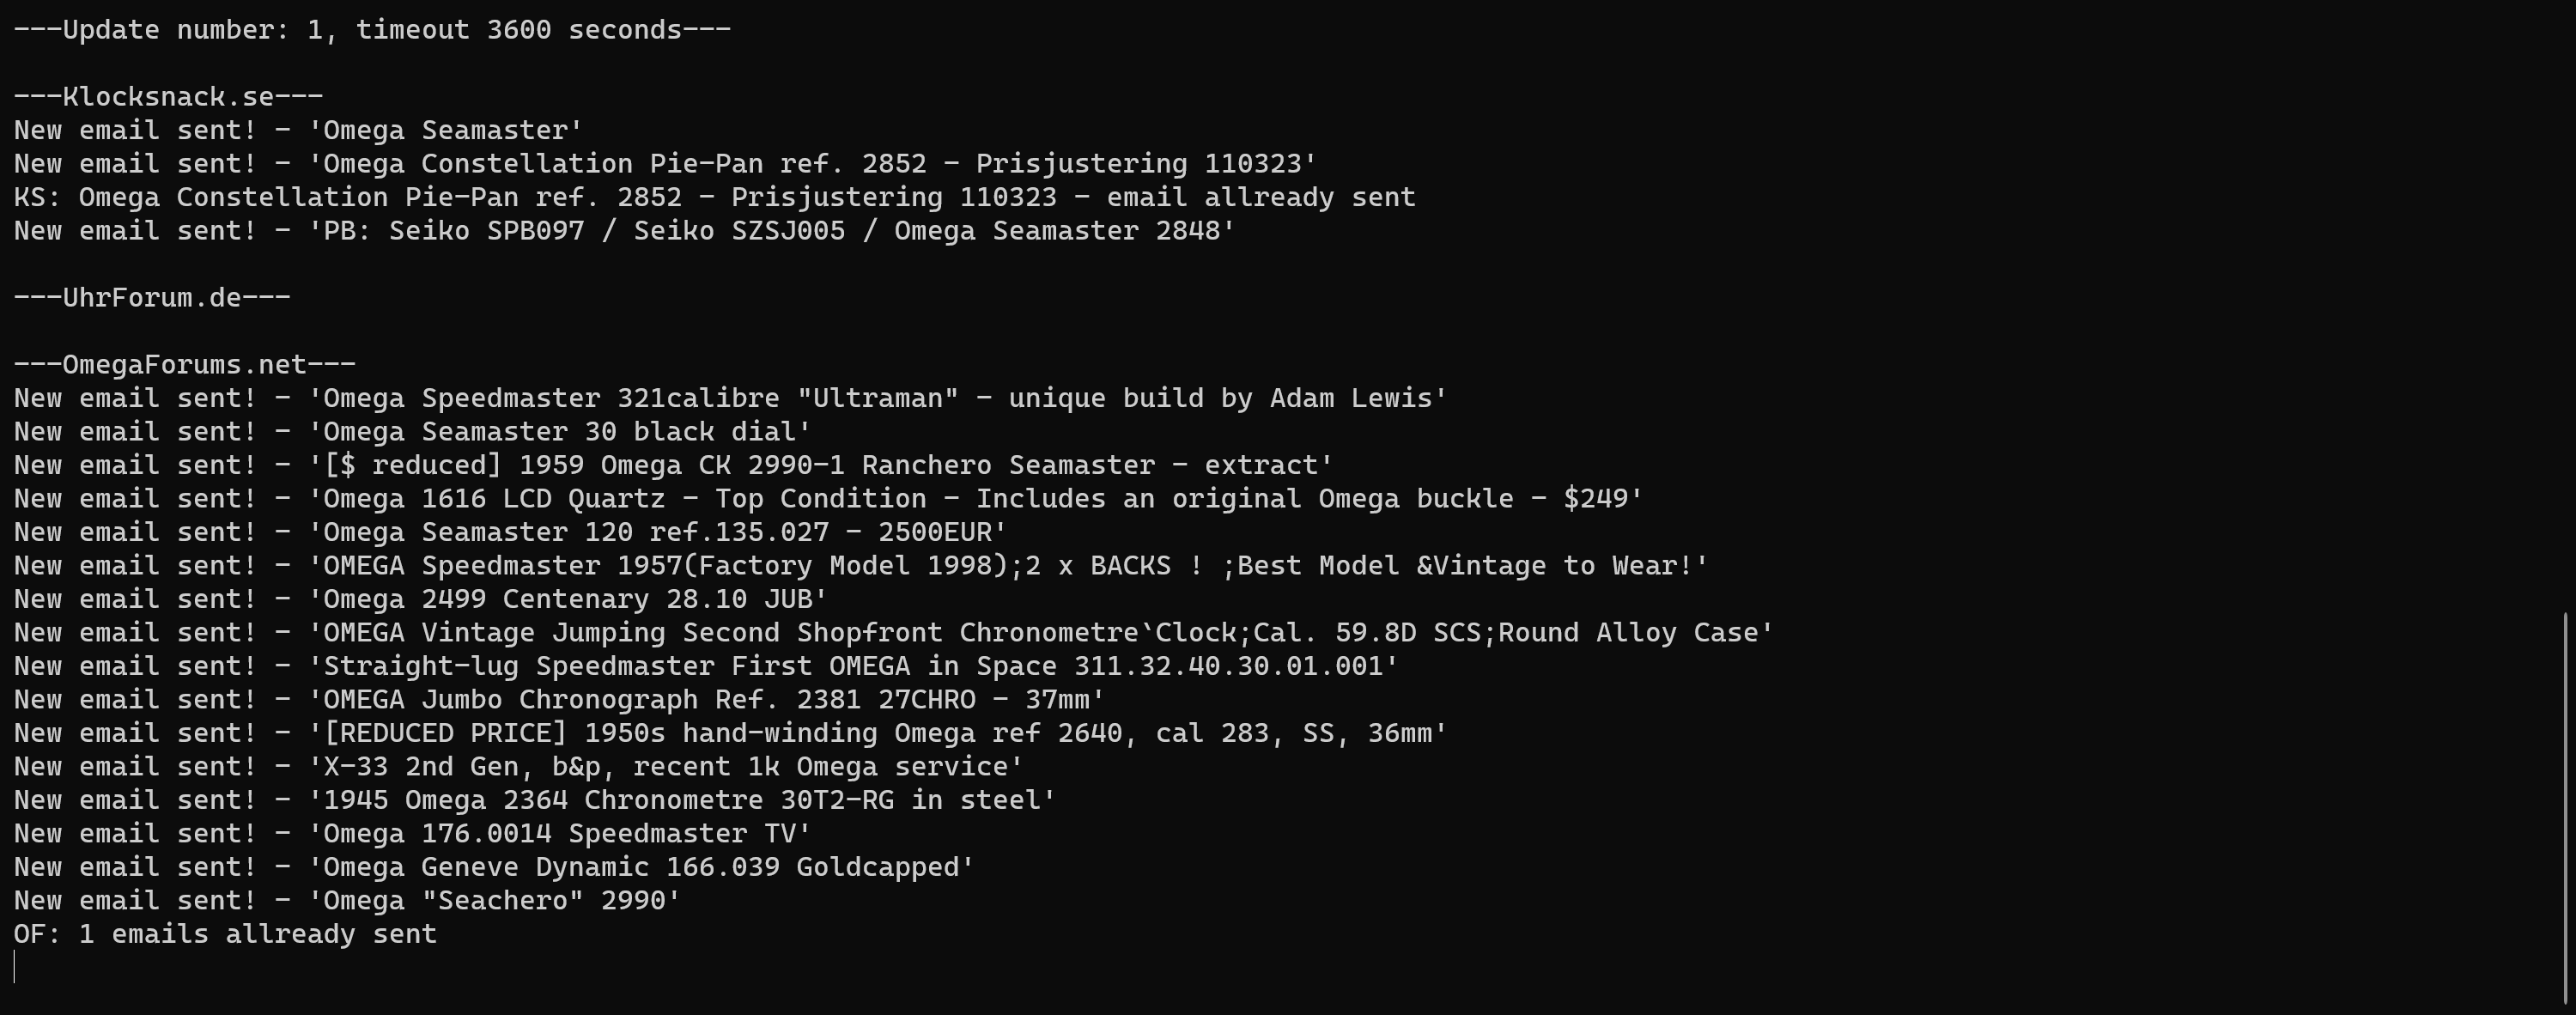 ---Update number: 1, timeout 3600 seconds---
---Klocksnack.se---
New email sent! - 'Omega Seamaster'
New email sent! - 'Omega Constellation Pie-Pan ref. 2852 - Prisjustering 110323'
KS: Omega Constellation Pie-Pan ref. 2852 - Prisjustering 110323 - email allready sent
New email sent! - 'PB: Seiko SPB097 / Seiko SZSJ005 / Omega Seamaster 2848'
---UhrForum.de---
---OmegaForums.net---
New email sent! - 'Omega Speedmaster 321calibre "Ultraman" - unique build by Adam Lewis'
New email sent! - 'Omega Seamaster 30 black dial'
New email sent! - '[$ reduced] 1959 Omega CK 2990-1 Ranchero Seamaster - extract'
New email sent! - 'Omega 1616 LCD Quartz - Top Condition - Includes an original Omega buckle - $249'
New email sent! - 'Omega Seamaster 120 ref.135.027 - 2500EUR'
New email sent! - 'OMEGA Speedmaster 1957(Factory Model 1998);2 x BACKS ! ;Best Model &Vintage to Wear!'
New email sent! - 'Omega 2499 Centenary 28.10 JUB'
New email sent! - 'OMEGA Vintage Jumping Second Shopfront Chronometre`Clock;Cal. 59.8D SCS;Round Alloy Case'
New email sent! - 'Straight-lug Speedmaster First OMEGA in Space 311.32.40.30.01.001'
New email sent! - 'OMEGA Jumbo Chronograph Ref. 2381 27CHRO - 37mm'
New email sent! - '[REDUCED PRICE] 1950s hand-winding Omega ref 2640, cal 283, SS, 36mm'
New email sent! - 'X-33 2nd Gen, b&p, recent 1k Omega service'
New email sent! - '1945 Omega 2364 Chronometre 30T2-RG in steel'
New email sent! - 'Omega 176.0014 Speedmaster TV'
New email sent! - 'Omega Geneve Dynamic 166.039 Goldcapped'
New email sent! - 'Omega "Seachero" 2990'
OF: 1 emails allready sent